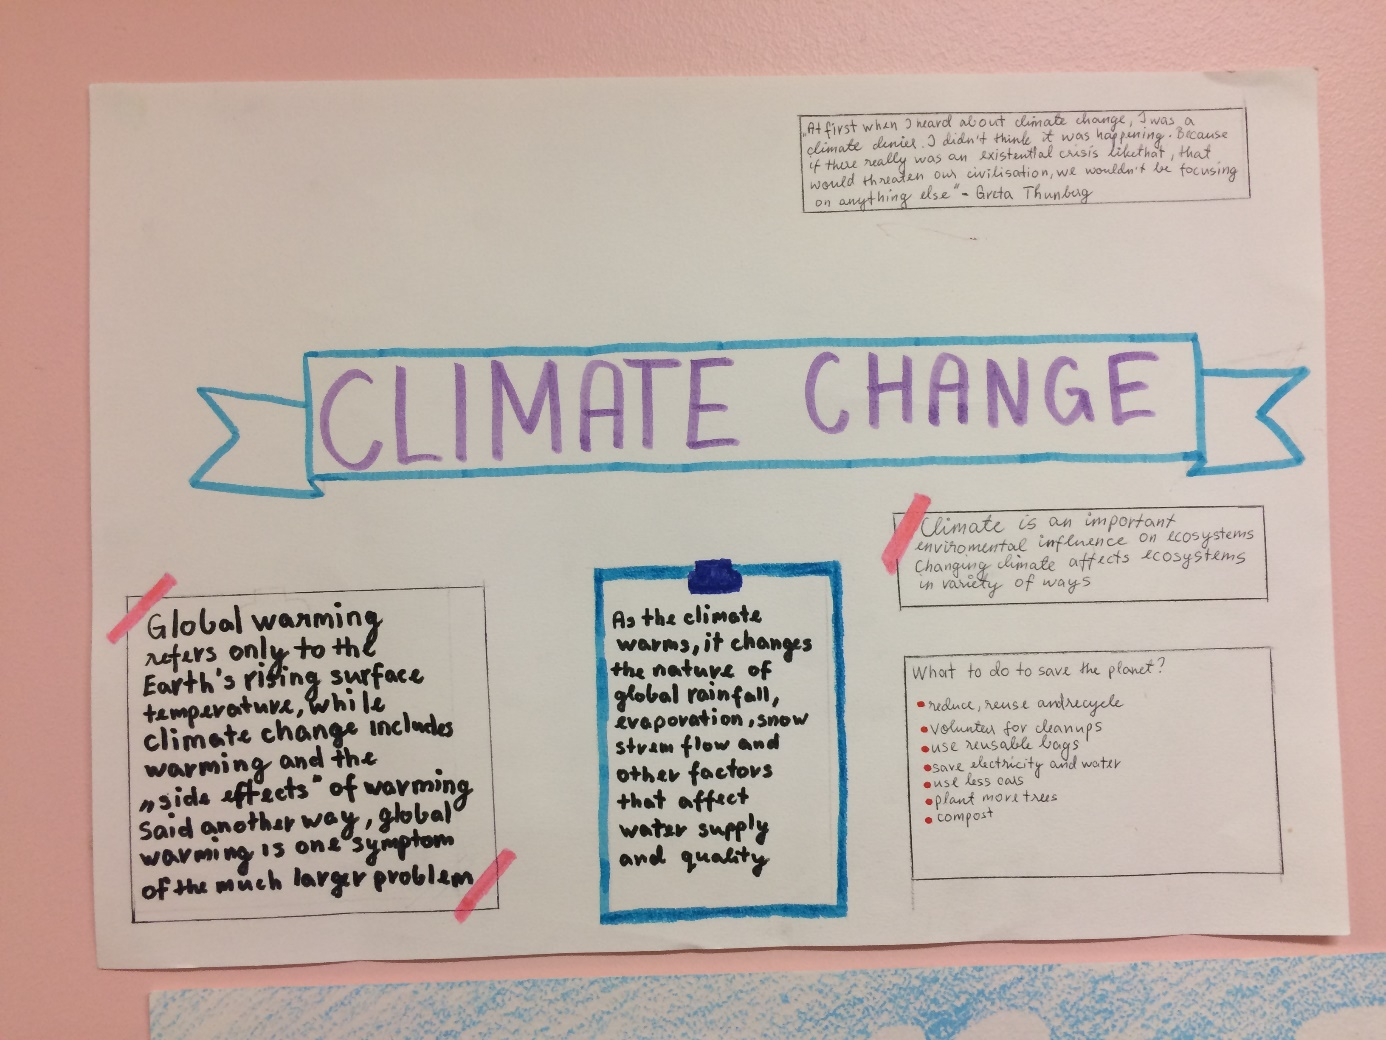 „At first when I heard about climate change, I was a
climate denier. I didn't think it was happening. Because
if there really was an existential crisis like that, that
would threaten our civilisation, we wouldn't be focusing
on anything else" - Greta Thunberg
CLIMATE CHANGE
Climate is an important
enviromental influence on ecosystems
Changing climate affects ecosystems
in variety of ways
Global warming
refers only to the
Earth's rising surface
temperature, while
climate change includes
warming and the
„side effects" of warming
Said another way, global
warming is one symptom
of the much larger problem
As the climate
warms, it changes
the nature of
global rainfall,
evaporation, snow
strem flow and
other factors
that affect
water supply
and quality
What to do to save the planet?
• reduce, reuse and recycle
• volunter for cleanups
• use reusable bags
• save electricity and water
• use less cars
• plant more trees
• compost